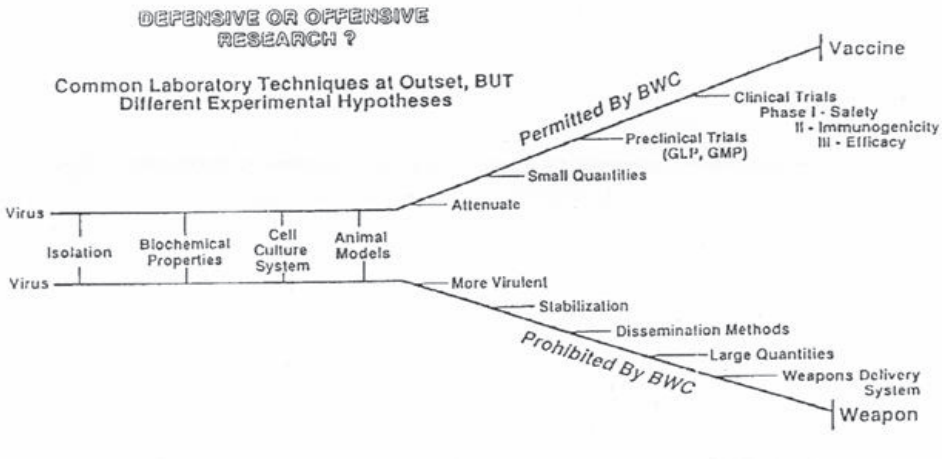 DEFENSIVE OR OFFENSIVE
RESEARCH ?
Common Laboratory Techniques at Outset, BUT
Different Experimental Hypotheses
Permitted By BWC
Vaccine
Clinical Trials
Phase I - Safety
II - Immunogenicity
III - Efficacy
Preclinical Trials
(GLP, GMP)
Small Quantities
Attenuate
Virus
Isolation
Biochemical
Properties
Cell
Culture
System
Animal
Models
Virus
More Virulent
Stabilization
Dissemination Methods
Large Quantities
Weapons Delivery
System
Prohibited By BWC
Weapon